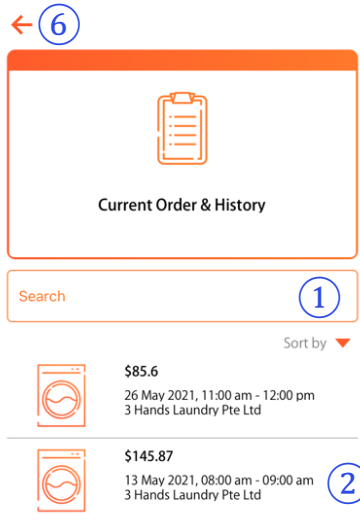 6
Current Order & History
Search
1
Sort by
$85.6
26 May 2021, 11:00 am - 12:00 pm
3 Hands Laundry Pte Ltd
$145.87
13 May 2021, 08:00 am - 09:00 am
3 Hands Laundry Pte Ltd
2